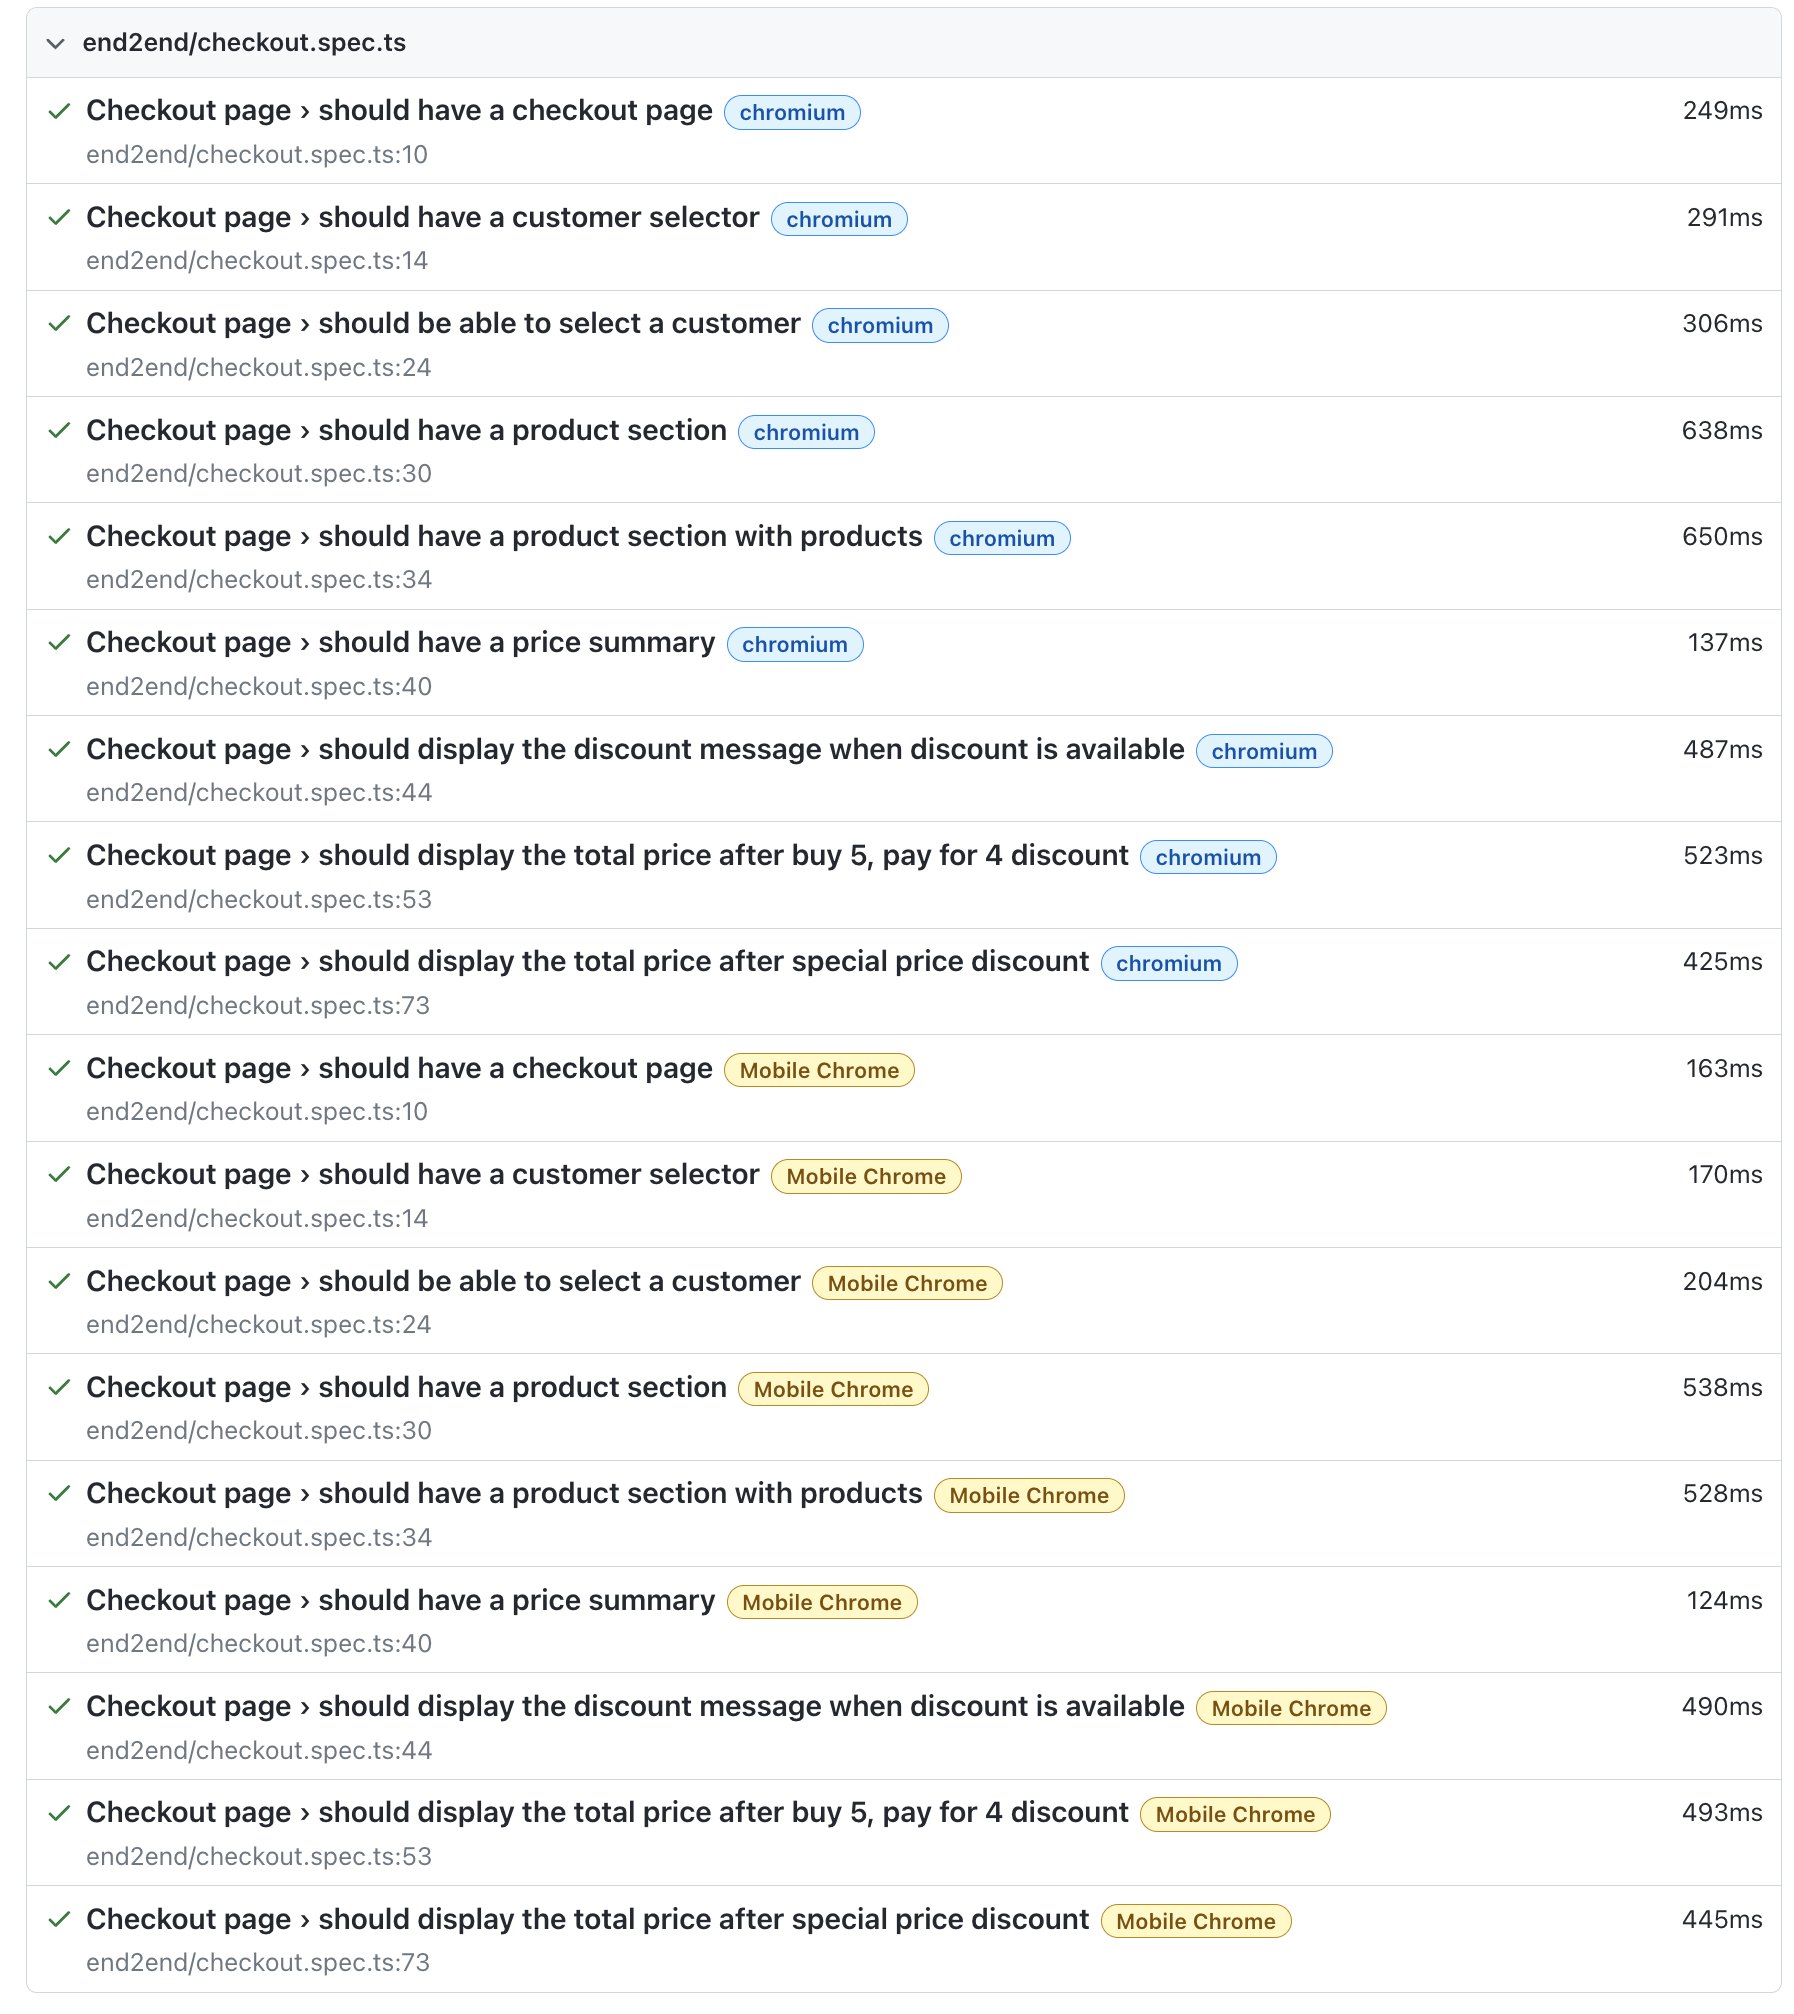 end2end/checkout.spec.ts
Checkout page › should have a checkout page chromium 249ms
end2end/checkout.spec.ts:10
Checkout page › should have a customer selector chromium 291ms
end2end/checkout.spec.ts:14
Checkout page › should be able to select a customer chromium 306ms
end2end/checkout.spec.ts:24
Checkout page › should have a product section chromium 638ms
end2end/checkout.spec.ts:30
Checkout page › should have a product section with products chromium 650ms
end2end/checkout.spec.ts:34
Checkout page › should have a price summary chromium 137ms
end2end/checkout.spec.ts:40
Checkout page › should display the discount message when discount is available chromium 487ms
end2end/checkout.spec.ts:44
Checkout page › should display the total price after buy 5, pay for 4 discount chromium 523ms
end2end/checkout.spec.ts:53
Checkout page › should display the total price after special price discount chromium 425ms
end2end/checkout.spec.ts:73
Checkout page › should have a checkout page Mobile Chrome 163ms
end2end/checkout.spec.ts:10
Checkout page › should have a customer selector Mobile Chrome 170ms
end2end/checkout.spec.ts:14
Checkout page › should be able to select a customer Mobile Chrome 204ms
end2end/checkout.spec.ts:24
Checkout page › should have a product section Mobile Chrome 538ms
end2end/checkout.spec.ts:30
Checkout page › should have a product section with products Mobile Chrome 528ms
end2end/checkout.spec.ts:34
Checkout page › should have a price summary Mobile Chrome 124ms
end2end/checkout.spec.ts:40
Checkout page › should display the discount message when discount is available Mobile Chrome 490ms
end2end/checkout.spec.ts:44
Checkout page › should display the total price after buy 5, pay for 4 discount Mobile Chrome 493ms
end2end/checkout.spec.ts:53
Checkout page › should display the total price after special price discount Mobile Chrome 445ms
end2end/checkout.spec.ts:73